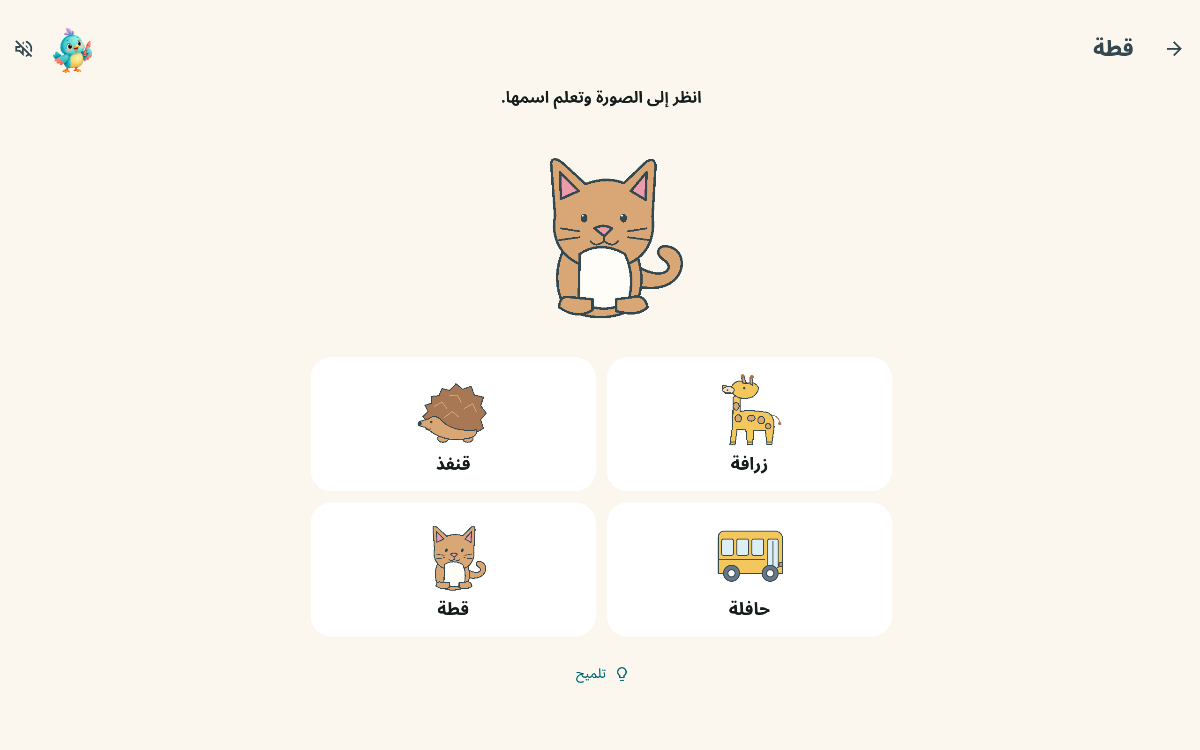 قطة
انظر إلى الصورة وتعلم اسمها.
زرافة
قنفذ
حافلة
قطة
تلميح